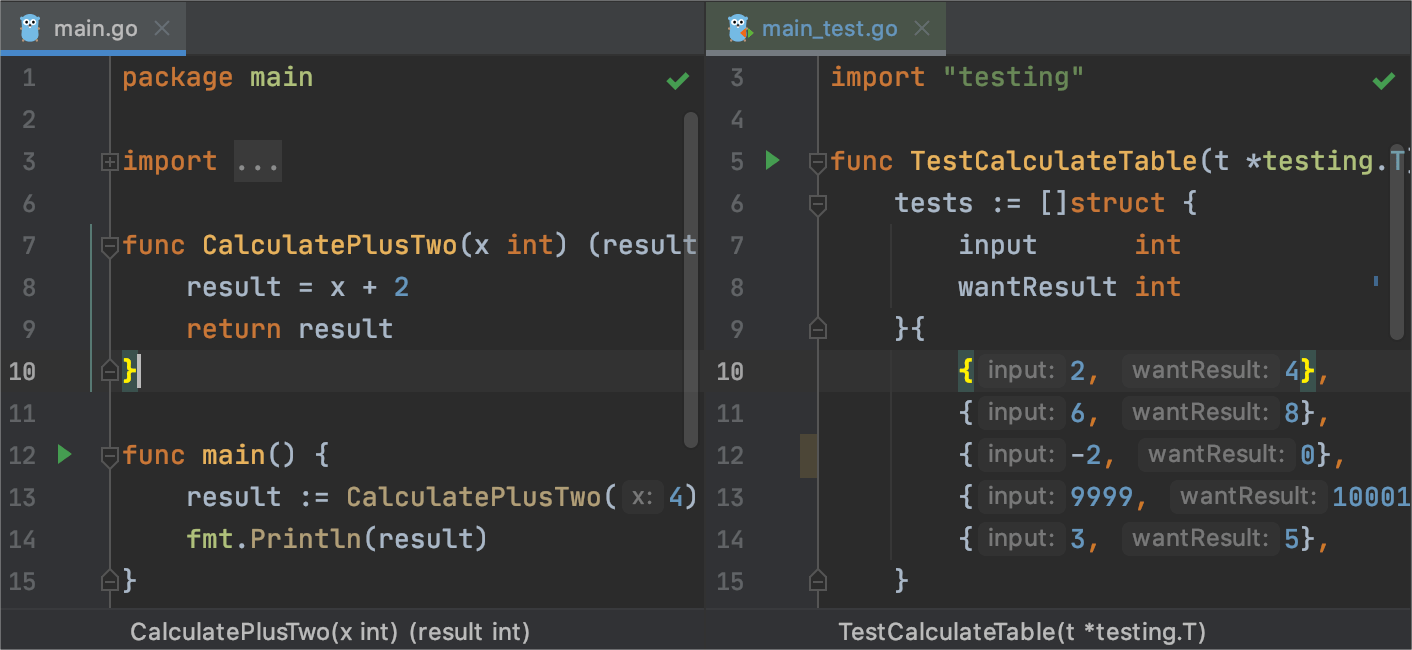 main.go
1 package main
2
3 import ...
6
7 func CalculatePlusTwo(x int) (result
8 result = x + 2
9 return result
10 }
11
12 func main() {
13 result := CalculatePlusTwo( x: 4)
14 fmt.Println(result)
15 }
CalculatePlusTwo(x int) (result int)
main_test.go
3 import "testing"
4
5 func TestCalculateTable(t *testing.T)
6 tests := []struct {
7 input int
8 wantResult int
9 }{
10 { input: 2, wantResult: 4},
11 { input: 6, wantResult: 8},
12 { input: -2, wantResult: 0},
13 { input: 9999, wantResult: 10001
14 { input: 3, wantResult: 5},
15 }
TestCalculateTable(t *testing.T)